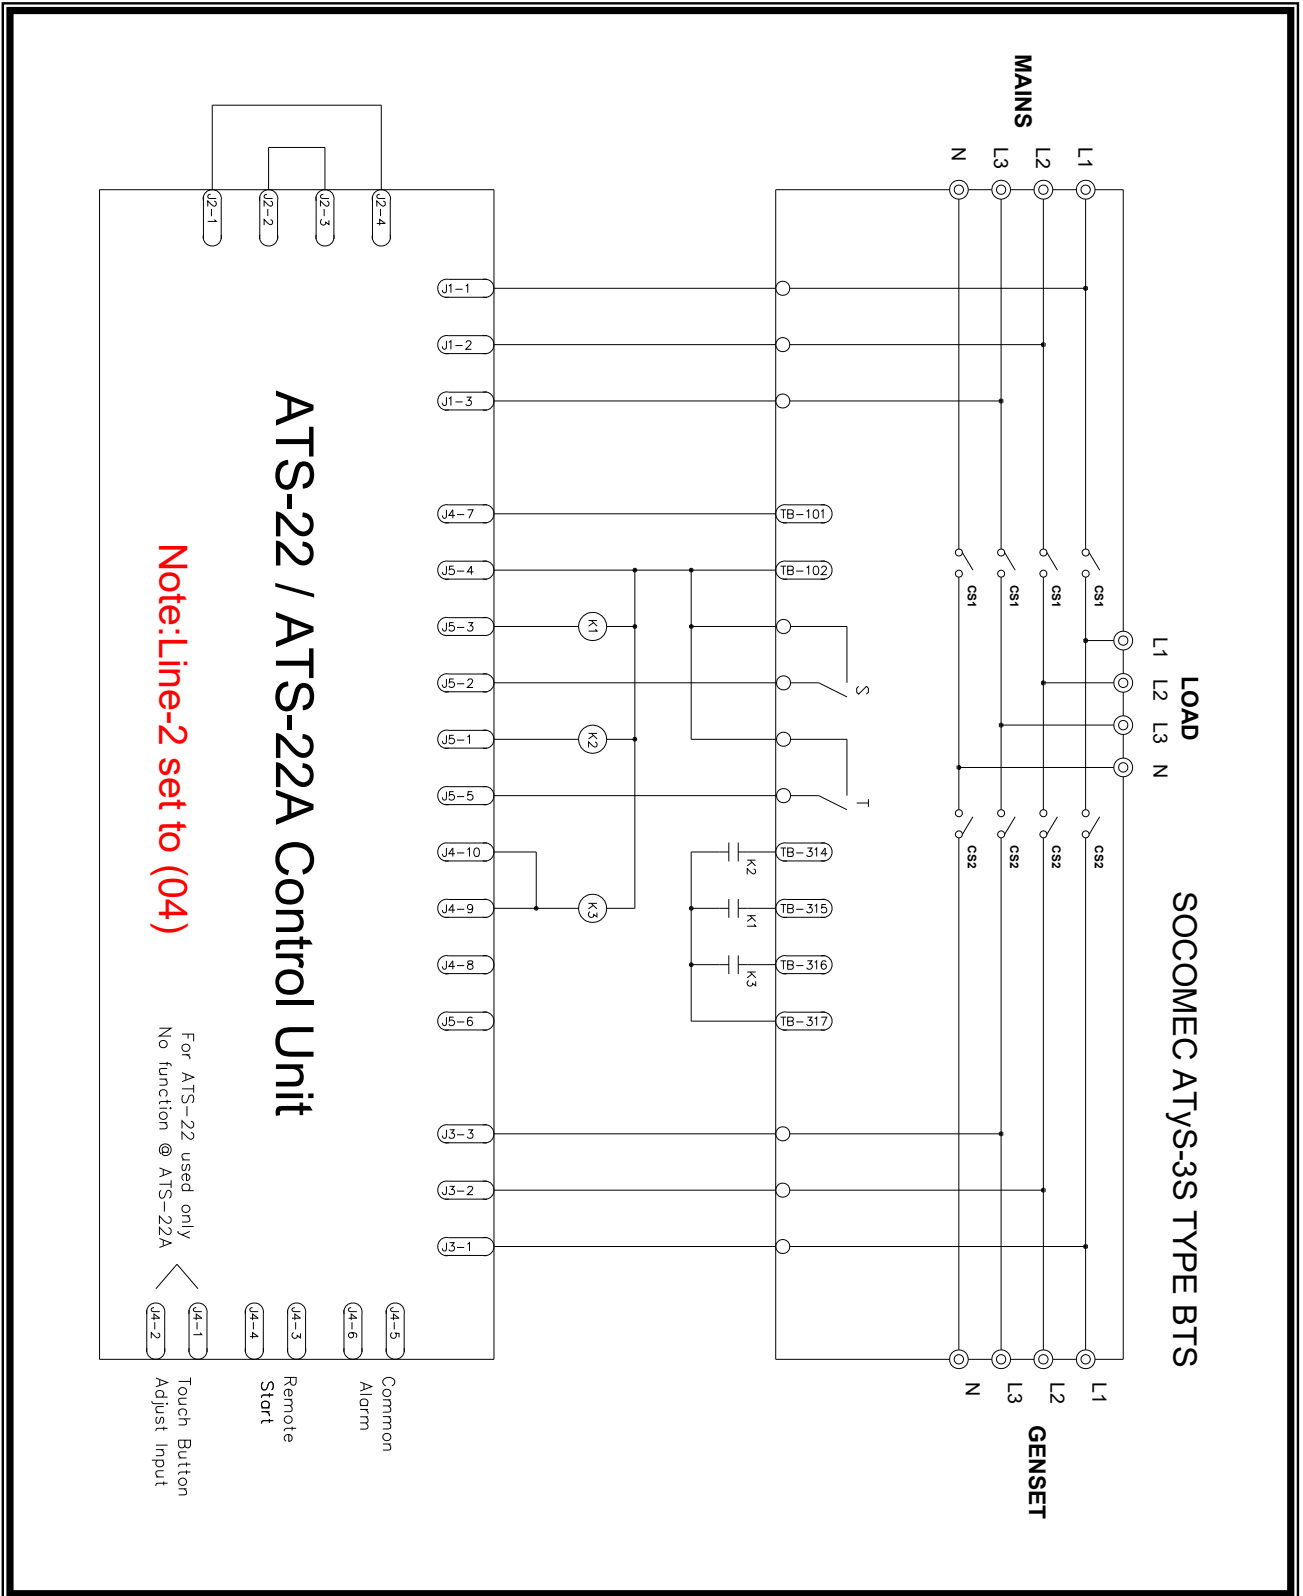 SOCOMEC ATyS-3S TYPE BTS
LOAD
L1
L2
L3
N
MAINS
L1
L2
L3
N
GENSET
L1
L2
L3
N
CS1
CS1
CS1
CS1
CS2
CS2
CS2
CS2
S
T
TB-101
TB-102
TB-314
TB-315
TB-316
TB-317
K2
K1
K3
K1
K2
K3
J1-1
J1-2
J1-3
J4-7
J5-4
J5-3
J5-2
J5-1
J5-5
J4-10
J4-9
J4-8
J5-6
J3-3
J3-2
J3-1
J2-4
J2-3
J2-2
J2-1
ATS-22 / ATS-22A Control Unit
Note:Line-2 set to (04)
For ATS-22 used only
No function @ ATS-22A
J4-5
J4-6
J4-3
J4-4
J4-1
J4-2
Common
Alarm
Remote
Start
Touch Button
Adjust Input